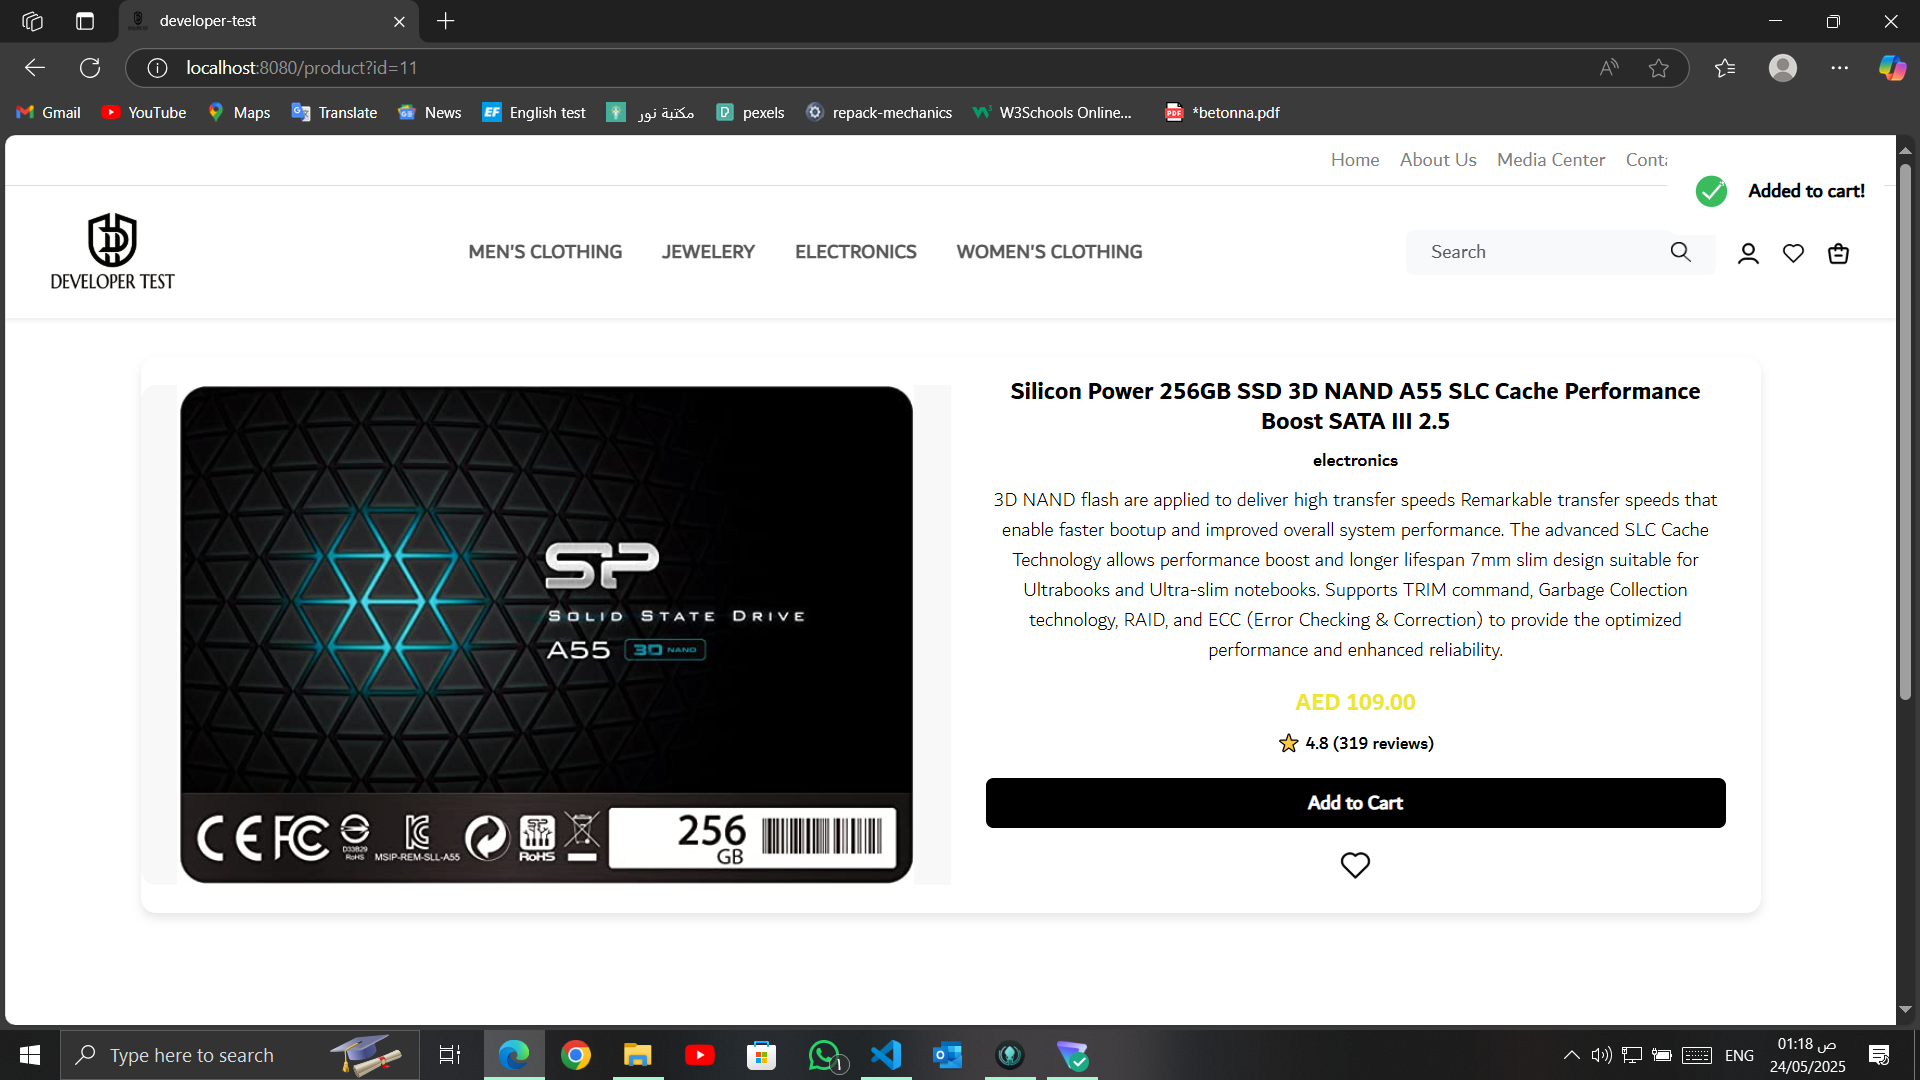 developer-test
localhost:8080/product?id=11
Gmail
YouTube
Maps
Translate
News
English test
مكتبة نور
pexels
repack-mechanics
W3Schools Online...
*betonna.pdf
Home
About Us
Media Center
Conta
Added to cart!
DEVELOPER TEST
MEN'S CLOTHING
JEWELERY
ELECTRONICS
WOMEN'S CLOTHING
Search
Silicon Power 256GB SSD 3D NAND A55 SLC Cache Performance
Boost SATA III 2.5
electronics
3D NAND flash are applied to deliver high transfer speeds Remarkable transfer speeds that
enable faster bootup and improved overall system performance. The advanced SLC Cache
Technology allows performance boost and longer lifespan 7mm slim design suitable for
Ultrabooks and Ultra-slim notebooks. Supports TRIM command, Garbage Collection
technology, RAID, and ECC (Error Checking & Correction) to provide the optimized
performance and enhanced reliability.
AED 109.00
4.8 (319 reviews)
Add to Cart
SP
SOLID STATE DRIVE
A55 3D NAND
CE FC
D33B29
RoHS
MSIP-REM-SLL-A55
RoHS
256
GB
Type here to search
ENG
01:18 ص
24/05/2025